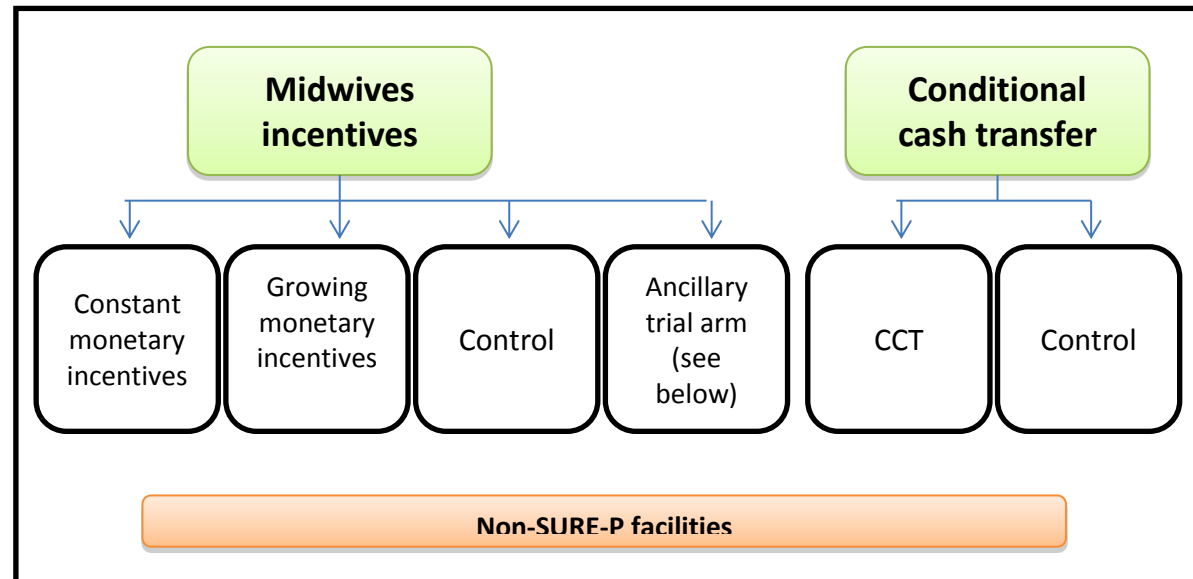 Midwives
incentives
Conditional
cash transfer
Constant
monetary
incentives
Growing
monetary
incentives
Control
Ancillary
trial arm
(see
below)
CCT
Control
Non-SURE-P facilities